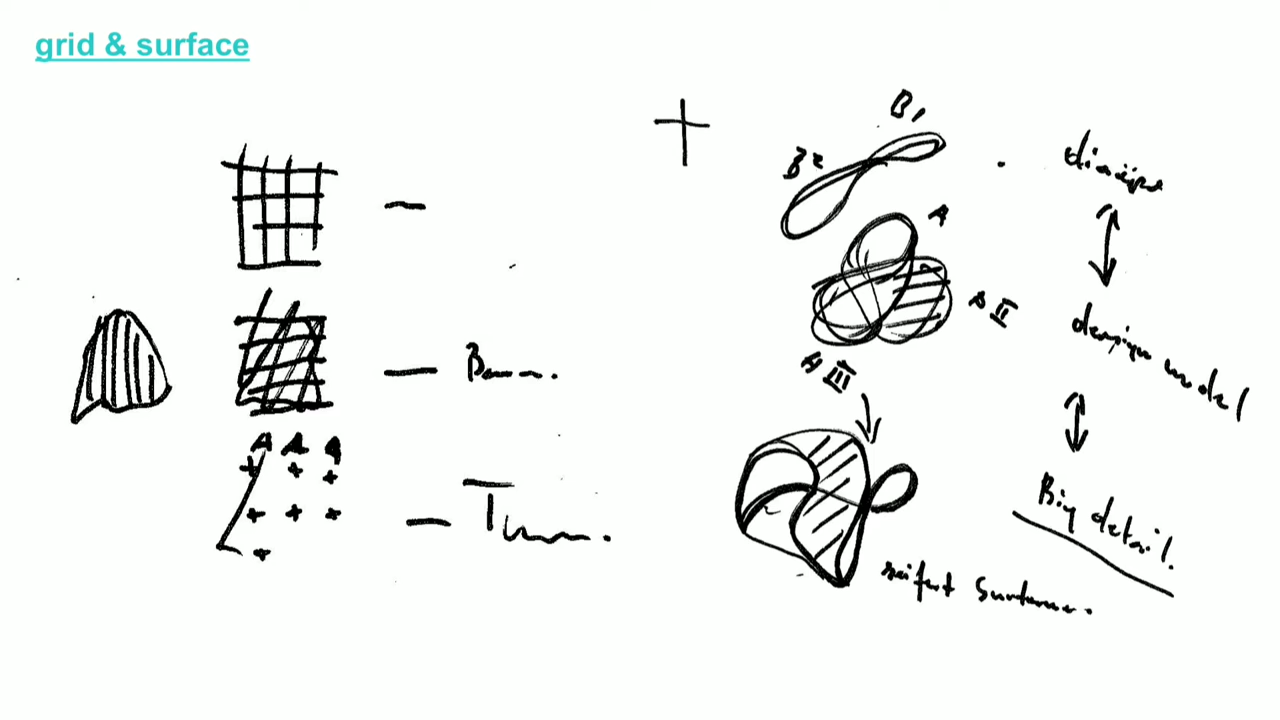 grid & surface
B1
B2
A
A II
A III
A A A
design model
Big detail.
seifert Surface.